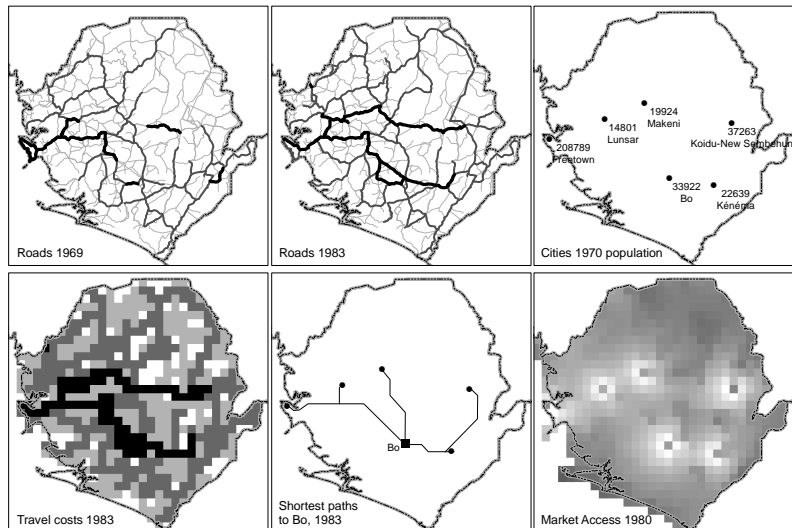 19924
Makeni
14801
Lunsar
37263
Koidu-New Sembehun
208789
Freetown
33922
Bo
22639
Kénéma
Roads 1969
Roads 1983
Cities 1970 population
Bo
Travel costs 1983
Shortest paths
to Bo, 1983
Market Access 1980